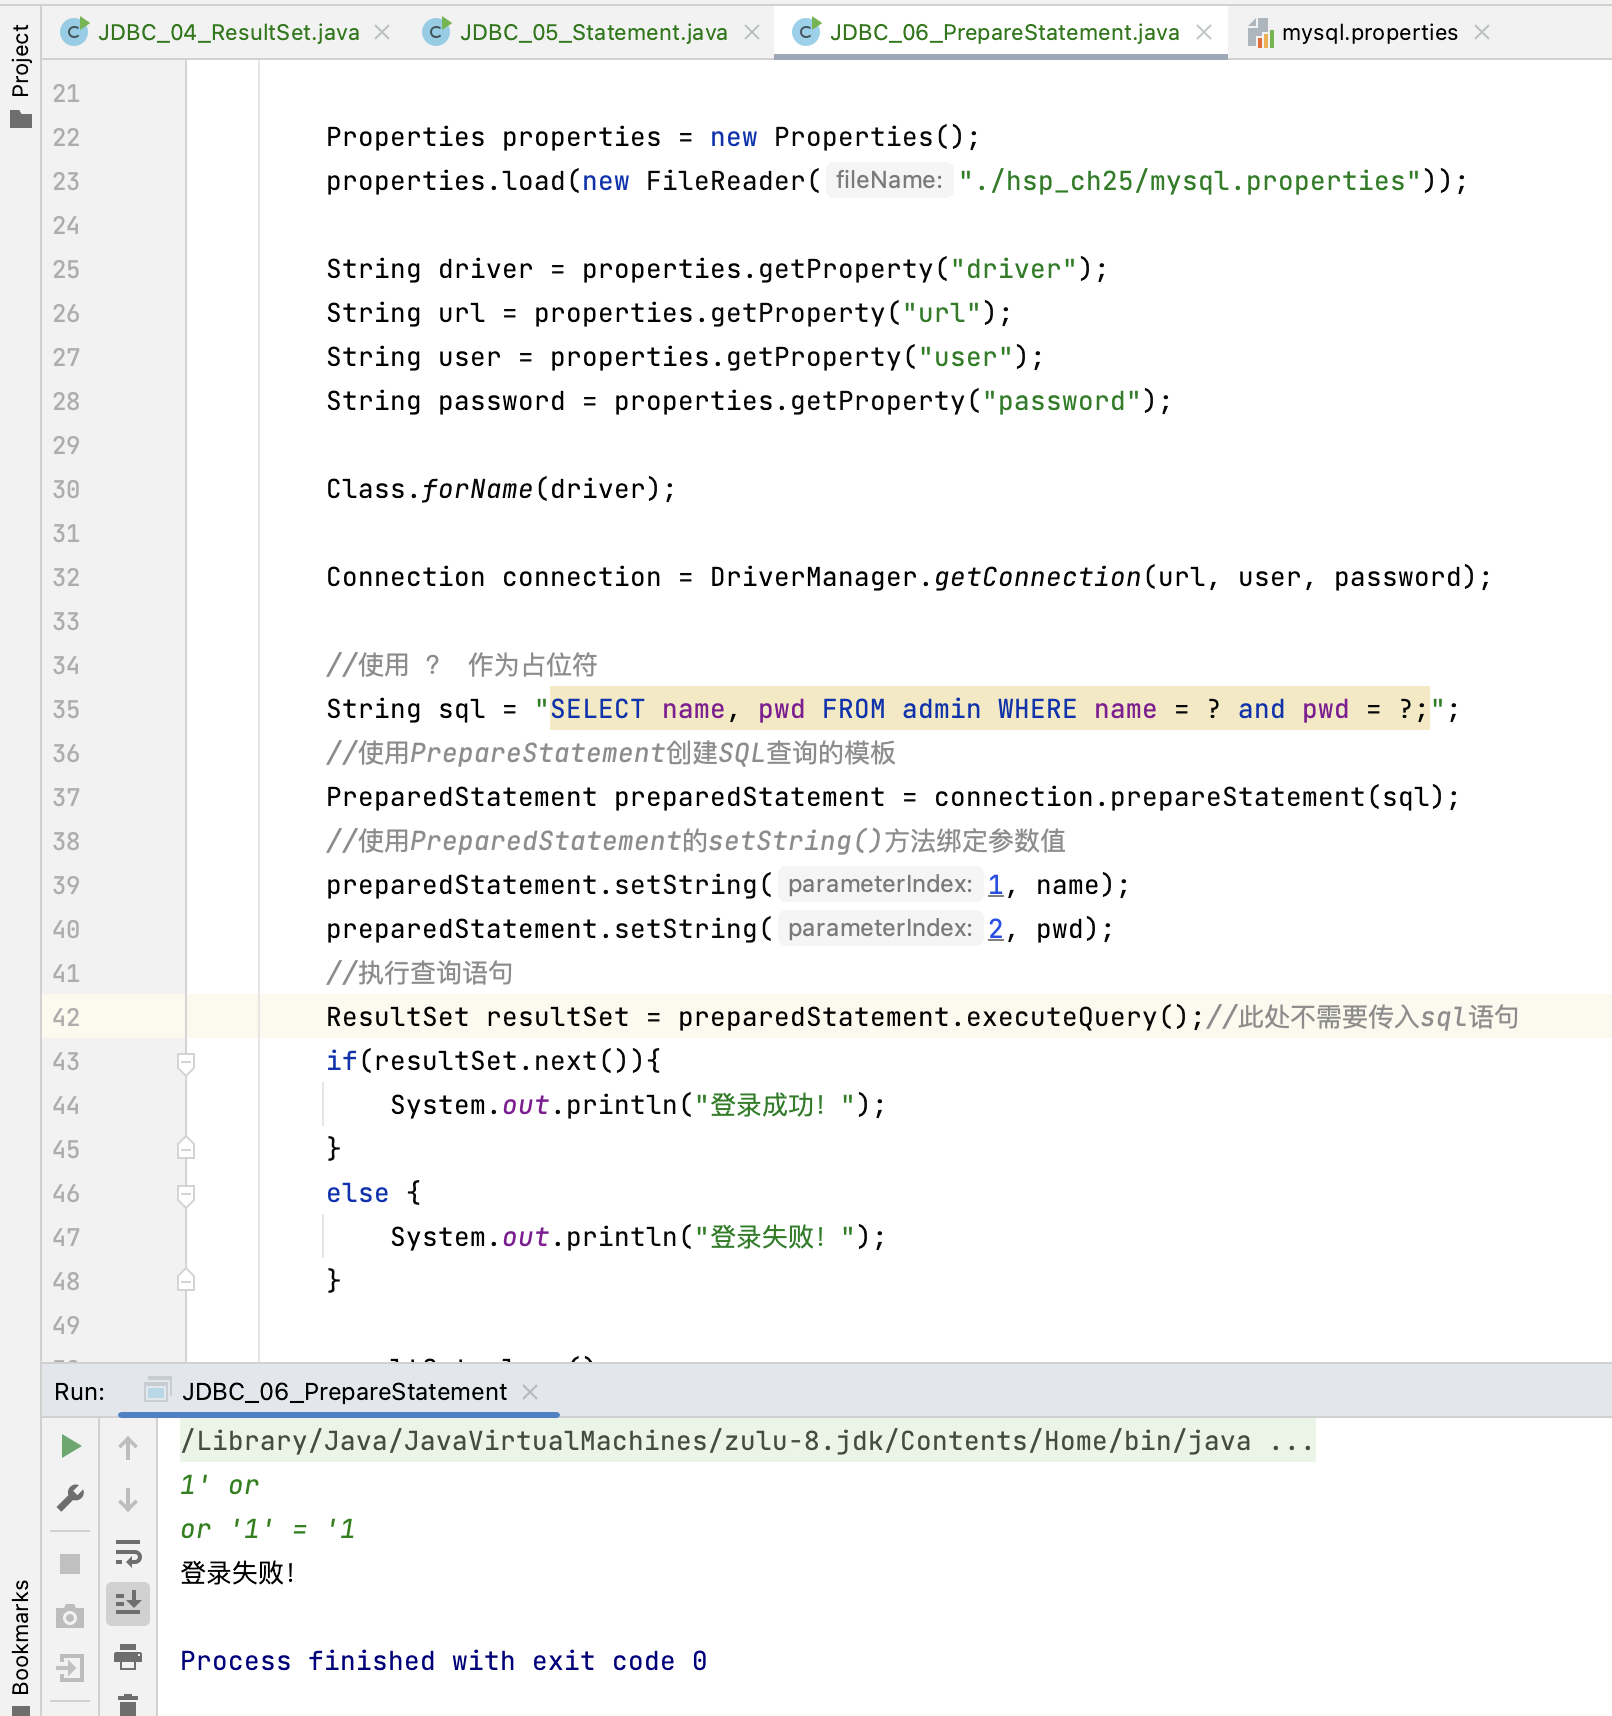 Project
JDBC_04_ResultSet.java
JDBC_05_Statement.java
JDBC_06_PrepareStatement.java
mysql.properties
21
22 Properties properties = new Properties();
23 properties.load(new FileReader( fileName: "./hsp_ch25/mysql.properties"));
24
25 String driver = properties.getProperty("driver");
26 String url = properties.getProperty("url");
27 String user = properties.getProperty("user");
28 String password = properties.getProperty("password");
29
30 Class.forName(driver);
31
32 Connection connection = DriverManager.getConnection(url, user, password);
33
34 //使用 ? 作为占位符
35 String sql = "SELECT name, pwd FROM admin WHERE name = ? and pwd = ?;";
36 //使用PrepareStatement创建SQL查询的模板
37 PreparedStatement preparedStatement = connection.prepareStatement(sql);
38 //使用PreparedStatement的setString()方法绑定参数值
39 preparedStatement.setString( parameterIndex: 1, name);
40 preparedStatement.setString( parameterIndex: 2, pwd);
41 //执行查询语句
42 ResultSet resultSet = preparedStatement.executeQuery();//此处不需要传入sql语句
43 if(resultSet.next()){
44 System.out.println("登录成功！");
45 }
46 else {
47 System.out.println("登录失败！");
48 }
49
Run: JDBC_06_PrepareStatement
/Library/Java/JavaVirtualMachines/zulu-8.jdk/Contents/Home/bin/java ...
1' or
or '1' = '1
登录失败！
Process finished with exit code 0
Bookmarks